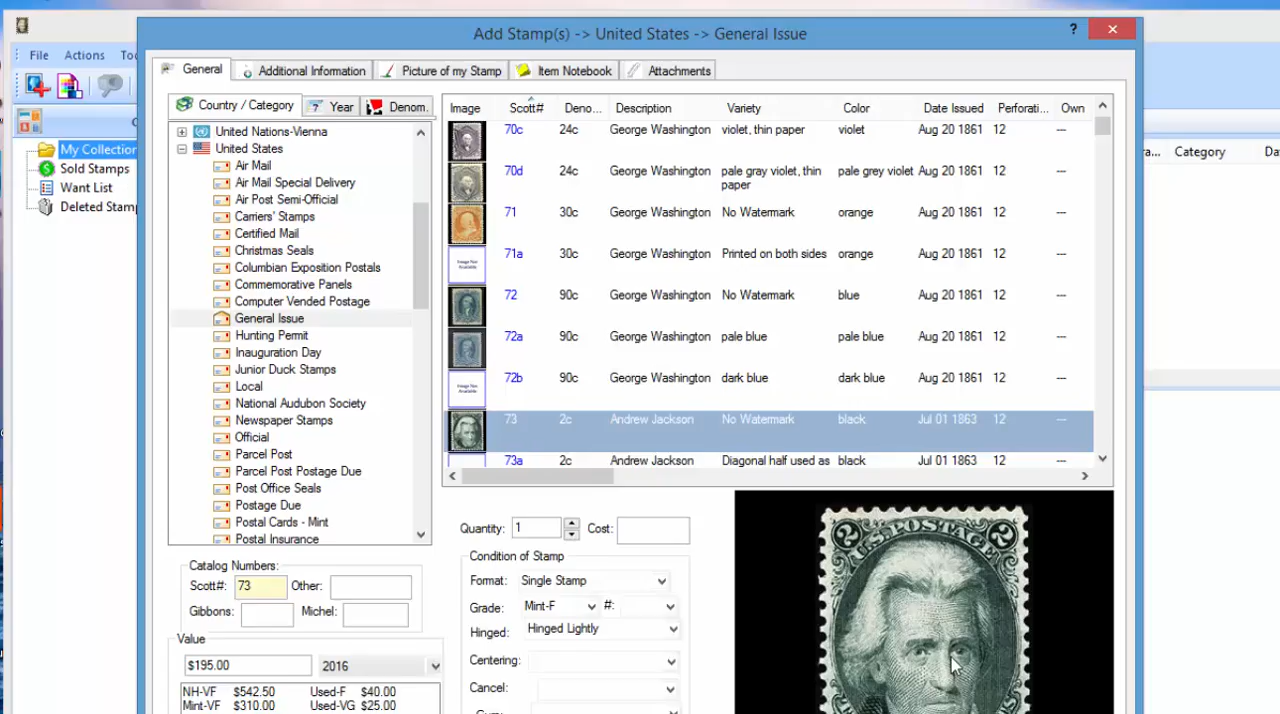 Add Stamp(s) -> United States -> General Issue
?
File Actions Too
General Additional Information Picture of my Stamp Item Notebook Attachments
Country / Category Year Denom.
United Nations-Vienna
United States
Air Mail
Air Mail Special Delivery
Air Post Semi-Official
Carriers' Stamps
Certified Mail
Christmas Seals
Columbian Exposition Postals
Commemorative Panels
Computer Vended Postage
General Issue
Hunting Permit
Inauguration Day
Junior Duck Stamps
Local
National Audubon Society
Newspaper Stamps
Official
Parcel Post
Parcel Post Postage Due
Post Office Seals
Postage Due
Postal Cards - Mint
Postal Insurance
My Collection
Sold Stamps
Want List
Deleted Stamp
Image Scott# Deno... Description Variety Color Date Issued Perforati... Own
70c 24c George Washington violet, thin paper violet Aug 20 1861 12 ---
70d 24c George Washington pale gray violet, thin paper pale grey violet Aug 20 1861 12 ---
71 30c George Washington No Watermark orange Aug 20 1861 12 ---
Image Not Available 71a 30c George Washington Printed on both sides orange Aug 20 1861 12 ---
72 90c George Washington No Watermark blue Aug 20 1861 12 ---
72a 90c George Washington pale blue pale blue Aug 20 1861 12 ---
Image Not Available 72b 90c George Washington dark blue dark blue Aug 20 1861 12 ---
73 2c Andrew Jackson No Watermark black Jul 01 1863 12 ---
73a 2c Andrew Jackson Diagonal half used as black Jul 01 1863 12 ---
a... Category Da
Catalog Numbers:
Scott#: 73 Other:
Gibbons: Michel:
Value
$195.00 2016
NH-VF $542.50 Used-F $40.00
Mint-VF $310.00 Used-VG $25.00
Quantity: 1 Cost:
Condition of Stamp
Format: Single Stamp
Grade: Mint-F #:
Hinged: Hinged Lightly
Centering:
Cancel:
2 U.S. POSTAGE 2